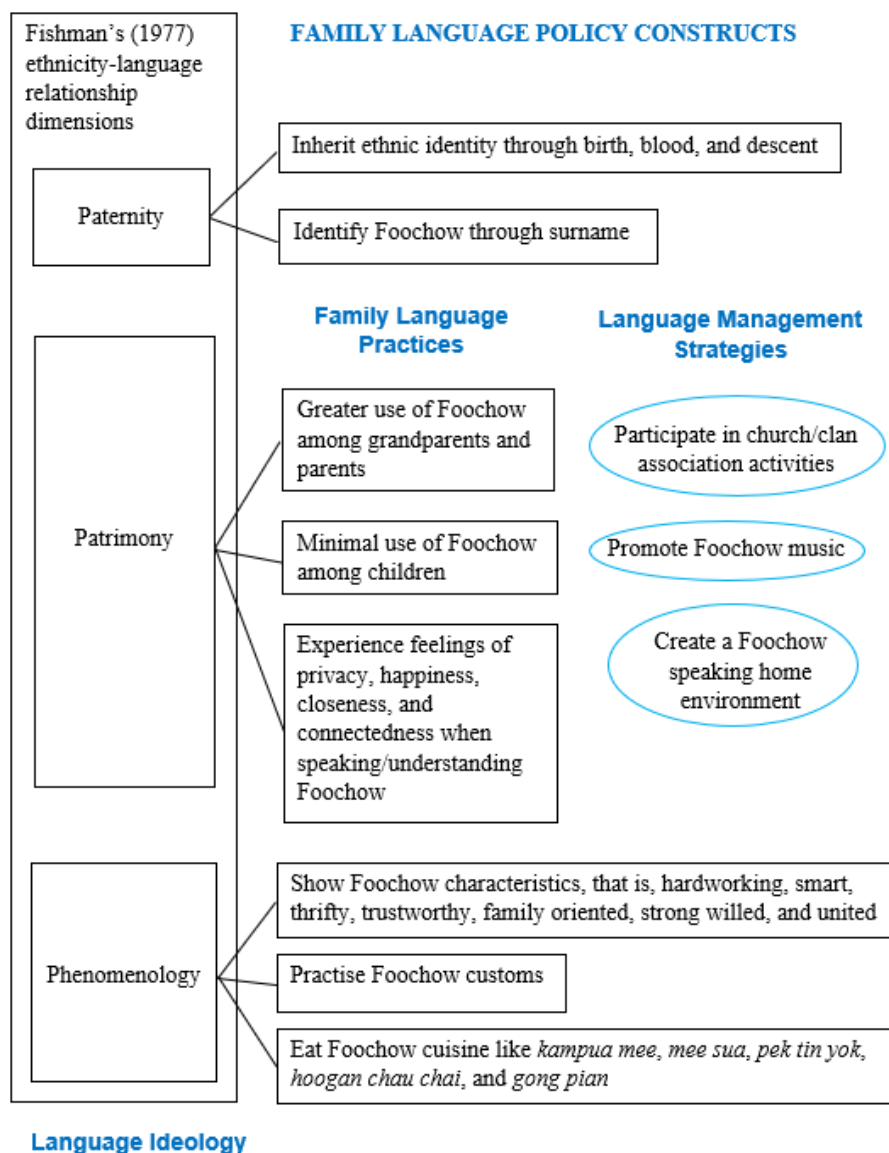 Fishman's (1977)
ethnicity-language
relationship
dimensions
FAMILY LANGUAGE POLICY CONSTRUCTS
Paternity
Inherit ethnic identity through birth, blood, and descent
Identify Foochow through surname
Family Language
Practices
Language Management
Strategies
Patrimony
Greater use of Foochow
among grandparents and
parents
Minimal use of Foochow
among children
Experience feelings of
privacy, happiness,
closeness, and
connectedness when
speaking/understanding
Foochow
Participate in church/clan
association activities
Promote Foochow music
Create a Foochow
speaking home
environment
Phenomenology
Show Foochow characteristics, that is, hardworking, smart,
thrifty, trustworthy, family oriented, strong willed, and united
Practise Foochow customs
Eat Foochow cuisine like kampua mee, mee sua, pek tin yok,
hoogan chau chai, and gong pian
Language Ideology